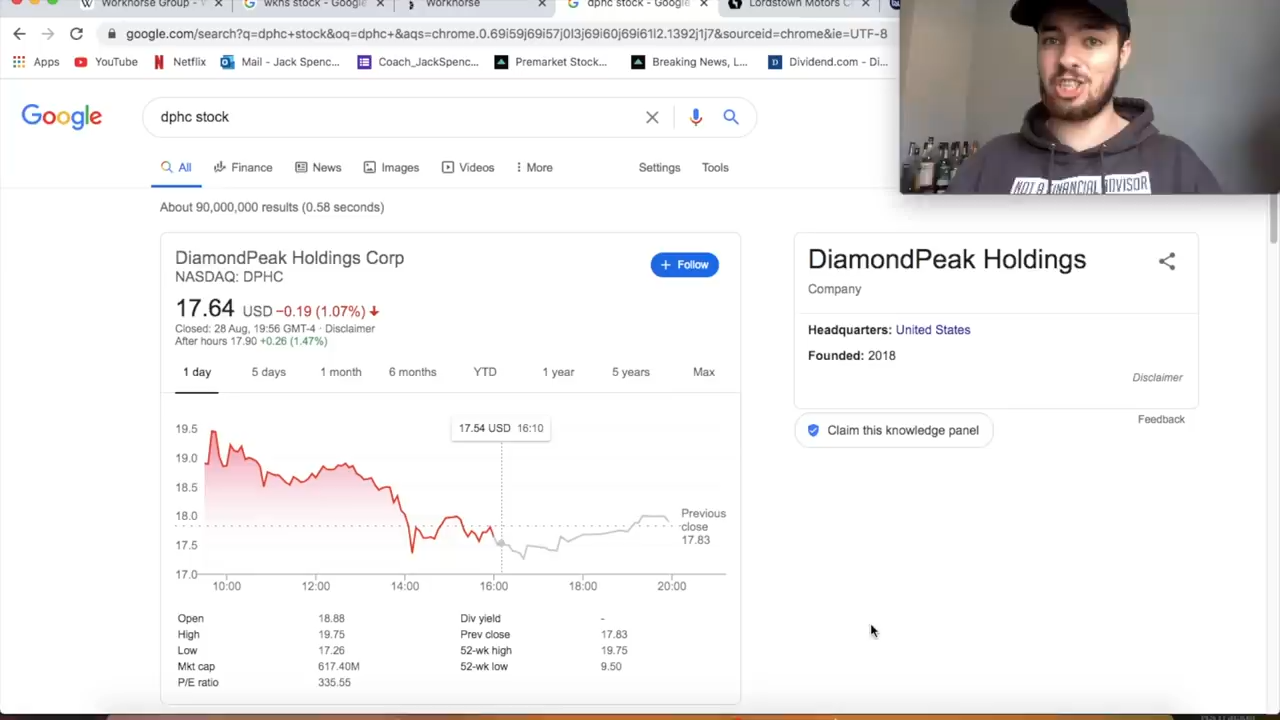 Workhorse Group -
wkhs stock - Google
Workhorse
dphc stock - Google
Lordstown Motors C
google.com/search?q=dphc+stock&oq=dphc+&aqs=chrome.0.69i59j69i57j0l3j69i60j69i61l2.1392j1j7&sourceid=chrome&ie=UTF-8
Apps YouTube Netflix Mail - Jack Spenc... Coach_JackSpenc... Premarket Stock... Breaking News, L... Dividend.com - Di...
NOT A FINANCIAL ADVISOR
Google
dphc stock
All Finance News Images Videos More Settings Tools
About 90,000,000 results (0.58 seconds)
DiamondPeak Holdings Corp
NASDAQ: DPHC
Follow
17.64 USD −0.19 (1.07%)
Closed: 28 Aug, 19:56 GMT-4 · Disclaimer
After hours 17.90 +0.26 (1.47%)
1 day 5 days 1 month 6 months YTD 1 year 5 years Max
17.54 USD 16:10
19.5
19.0
18.5
18.0
17.5
17.0
Previous
close
17.83
10:00 12:00 14:00 16:00 18:00 20:00
Open 18.88 Div yield -
High 19.75 Prev close 17.83
Low 17.26 52-wk high 19.75
Mkt cap 617.40M 52-wk low 9.50
P/E ratio 335.55
DiamondPeak Holdings
Company
Headquarters: United States
Founded: 2018
Disclaimer
Feedback
Claim this knowledge panel